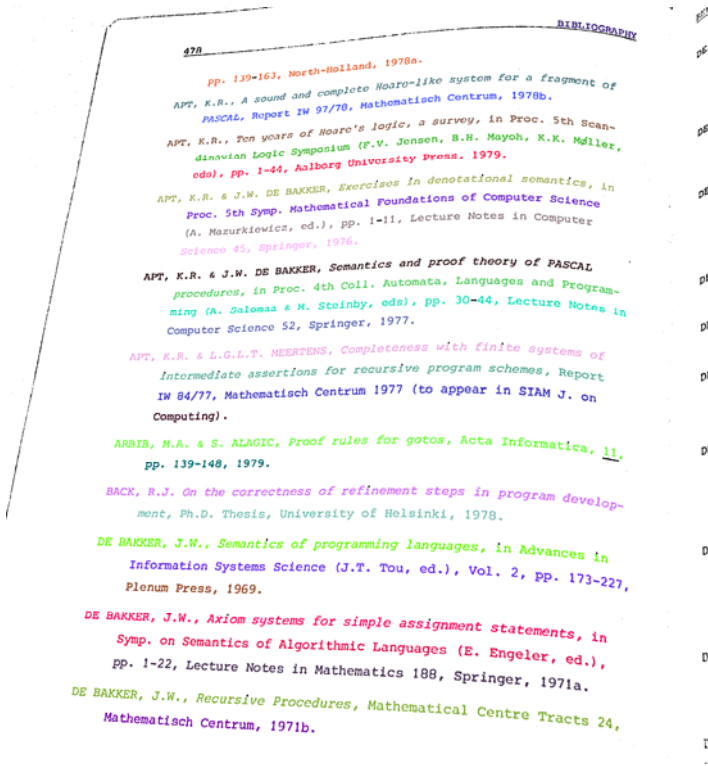 BIBLIOGRAPHY
478
pp. 139-163, North-Holland, 1978a.
APT, K.R., A sound and complete Hoare-like system for a fragment of
PASCAL, Report IW 97/78, Mathematisch Centrum, 1978b.
APT, K.R., Ten years of Hoare's logic, a survey, in Proc. 5th Scan-
dinavian Logic Symposium (F.V. Jensen, B.H. Mayoh, K.K. Møller,
eds), pp. 1-44, Aalborg University Press. 1979.
APT, K.R. & J.W. DE BAKKER, Exercises in denotational semantics, in
Proc. 5th Symp. Mathematical Foundations of Computer Science
(A. Mazurkiewicz, ed.), pp. 1-11, Lecture Notes in Computer
Science 45, Springer, 1976.
APT, K.R. & J.W. DE BAKKER, Semantics and proof theory of PASCAL
procedures, in Proc. 4th Coll. Automata, Languages and Program-
ming (A. Salomaa & M. Steinby, eds), pp. 30-44, Lecture Notes in
Computer Science 52, Springer, 1977.
APT, K.R. & L.G.L.T. MEERTENS, Completeness with finite systems of
intermediate assertions for recursive program schemes, Report
IW 84/77, Mathematisch Centrum 1977 (to appear in SIAM J. on
Computing).
ARBIB, M.A. & S. ALAGIC, Proof rules for gotos, Acta Informatica, 11,
pp. 139-148, 1979.
BACK, R.J. On the correctness of refinement steps in program develop-
ment, Ph.D. Thesis, University of Helsinki, 1978.
DE BAKKER, J.W., Semantics of programming languages, in Advances in
Information Systems Science (J.T. Tou, ed.), Vol. 2, pp. 173-227,
Plenum Press, 1969.
DE BAKKER, J.W., Axiom systems for simple assignment statements, in
Symp. on Semantics of Algorithmic Languages (E. Engeler, ed.),
pp. 1-22, Lecture Notes in Mathematics 188, Springer, 1971a.
DE BAKKER, J.W., Recursive Procedures, Mathematical Centre Tracts 24,
Mathematisch Centrum, 1971b.